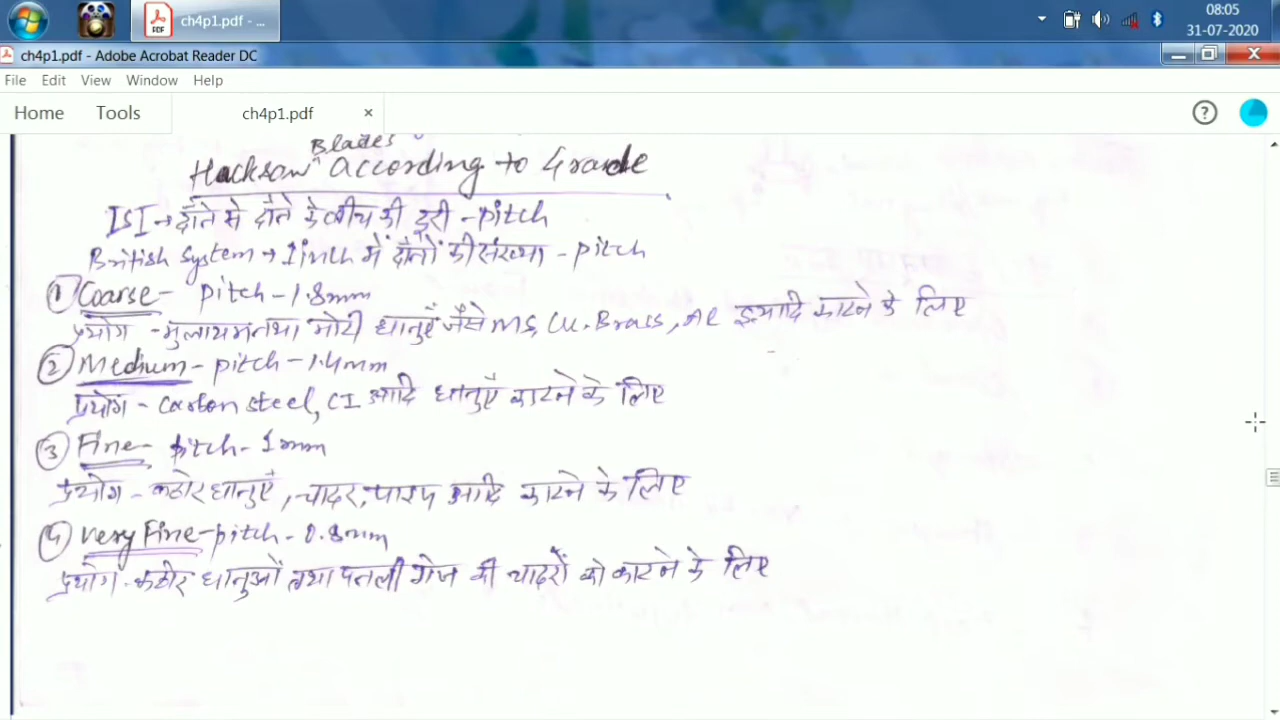 ch4p1.pdf - ...
08:05
31-07-2020
ch4p1.pdf - Adobe Acrobat Reader DC
File Edit View Window Help
Home Tools ch4p1.pdf ×
Blades
Hacksaw According to Grade
ISI → दाँते से दाँते के बीच की दूरी - pitch
British System → 1 inch में दाँतों की संख्या - pitch
① Coarse - pitch - 1.8mm
प्रयोग - मुलायम तथा मोटी धातुएँ जैसे MS, Cu. Brass, Al इत्यादि काटने के लिए
② Medium - pitch - 1.4mm
प्रयोग - Carbon steel, CI आदि धातुएँ काटने के लिए
③ Fine - pitch - 1mm
प्रयोग - कठोर धातुएँ, चादर, पाइप आदि काटने के लिए
④ Very Fine - pitch - 0.8mm
प्रयोग - कठोर धातुओं तथा पतली गेज की चादरों को काटने के लिए